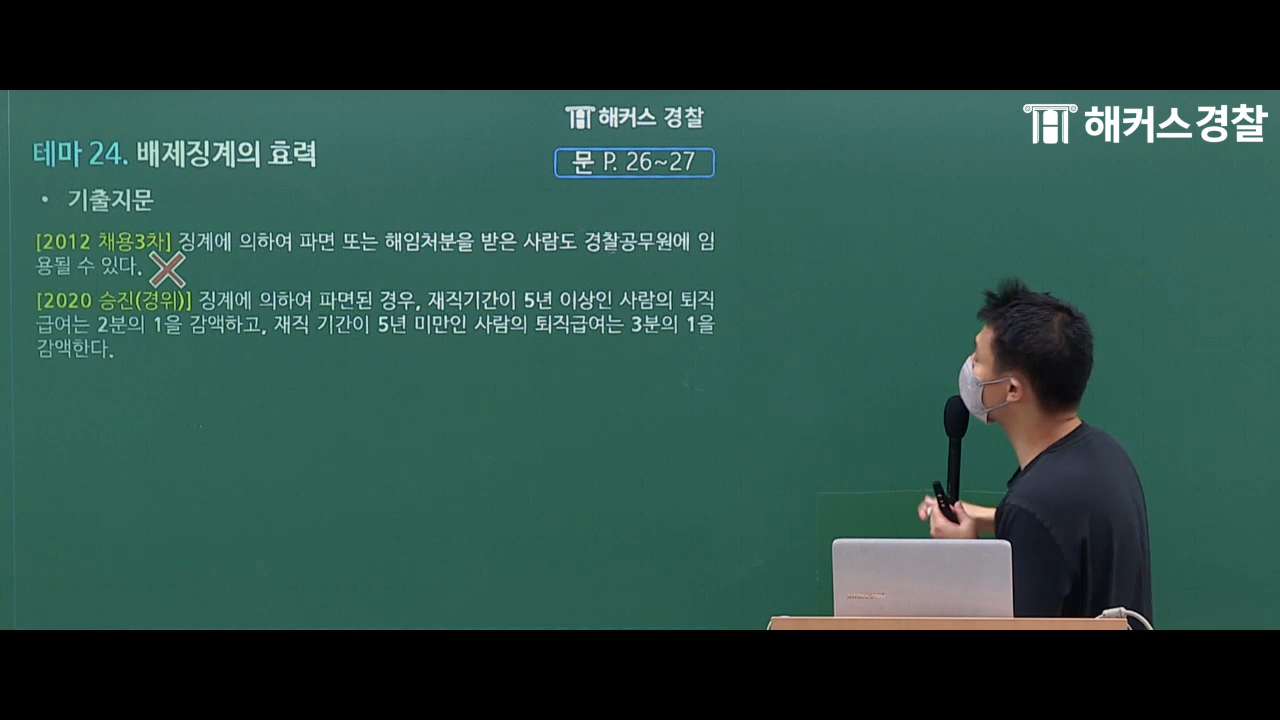 해커스 경찰
해커스경찰
테마 24. 배제징계의 효력
문 P. 26~27
• 기출지문
[2012 채용3차] 징계에 의하여 파면 또는 해임처분을 받은 사람도 경찰공무원에 임
용될 수 있다.
[2020 승진(경위)] 징계에 의하여 파면된 경우, 재직기간이 5년 이상인 사람의 퇴직
급여는 2분의 1을 감액하고, 재직 기간이 5년 미만인 사람의 퇴직급여는 3분의 1을
감액한다.